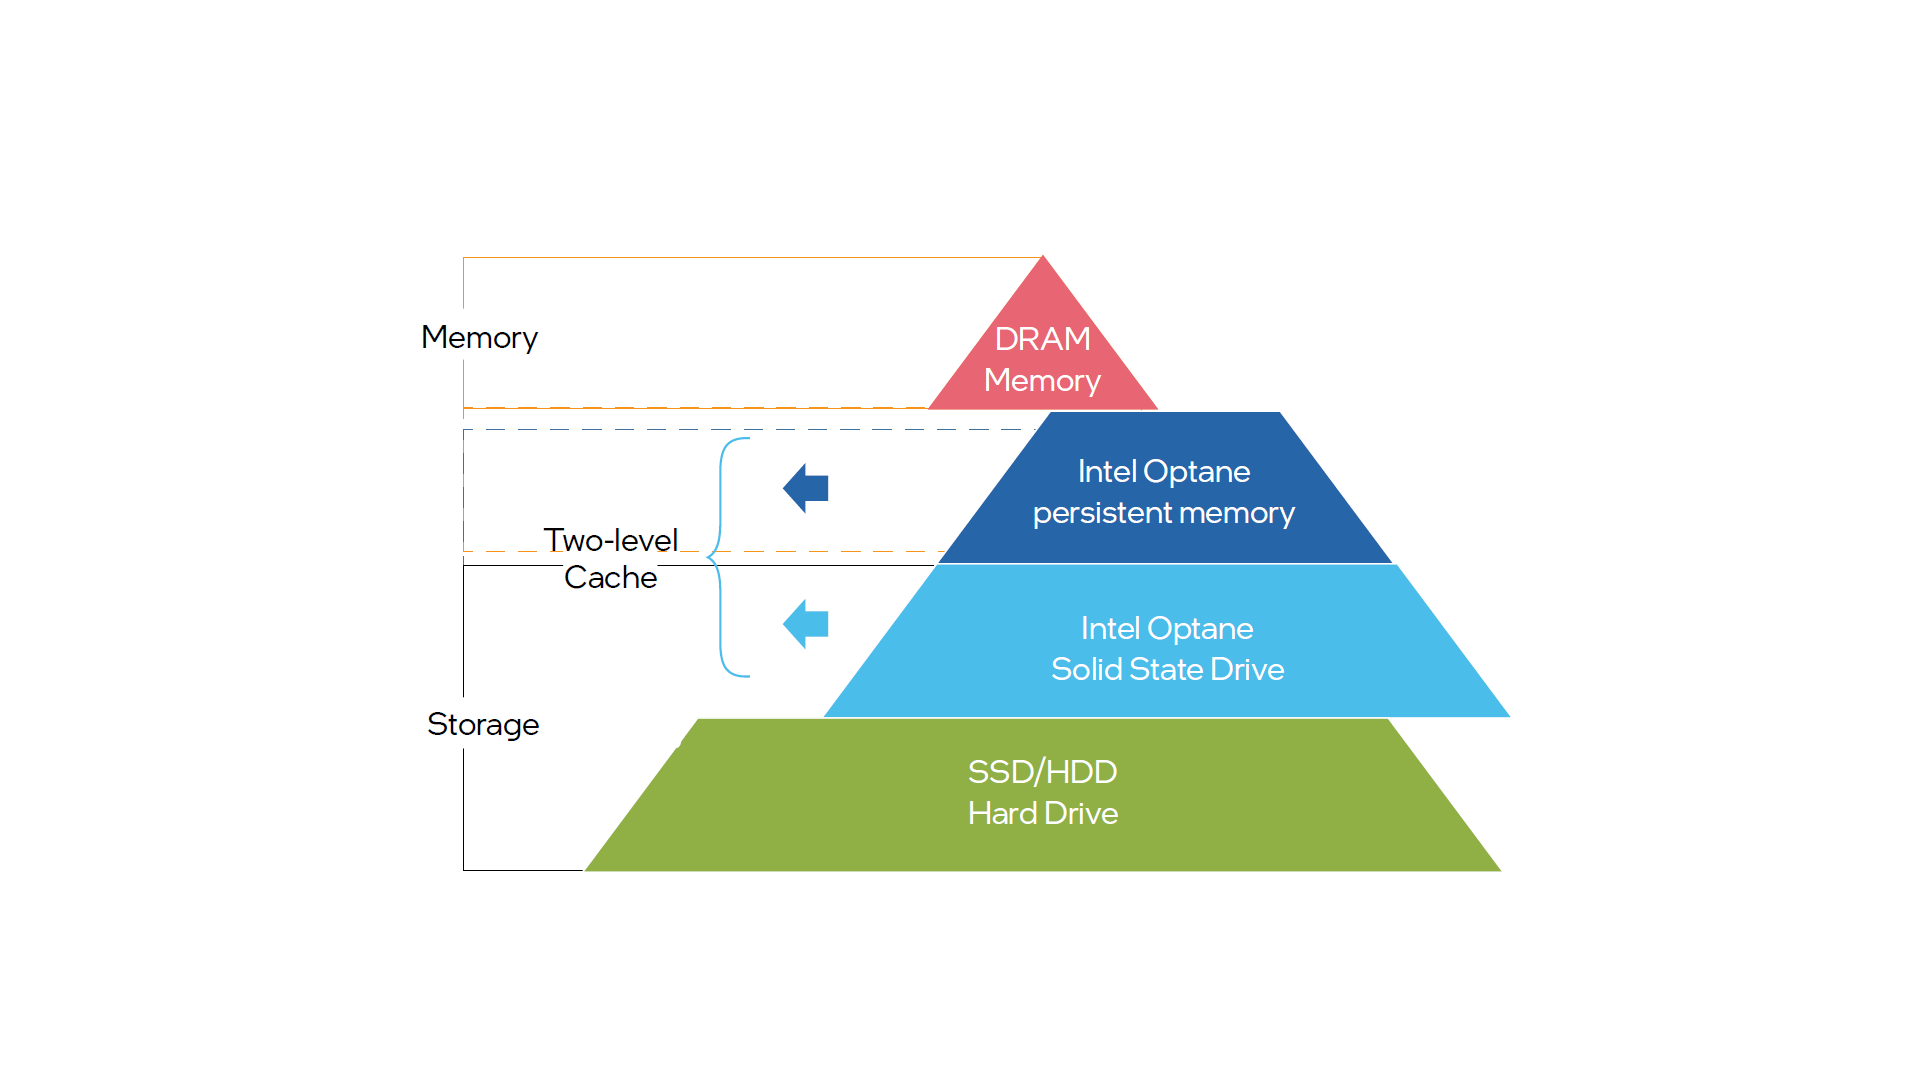 Memory
DRAM
Memory
Intel Optane
persistent memory
Two-level
Cache
Intel Optane
Solid State Drive
Storage
SSD/HDD
Hard Drive